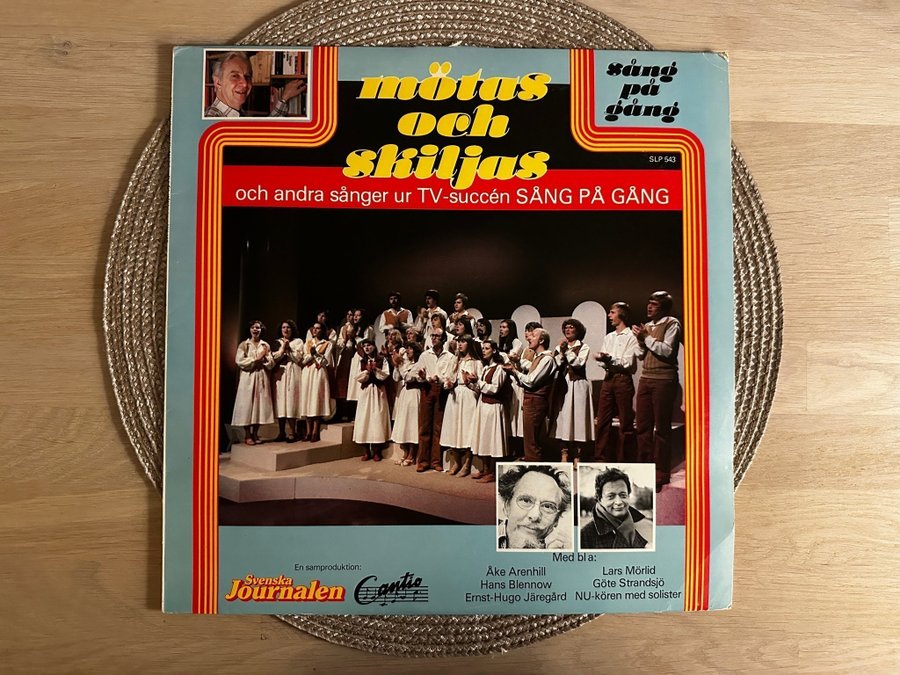 mötas
och
skiljas
sång
på
gång
SLP 543
och andra sånger ur TV-succén SÅNG PÅ GÅNG
En samproduktion:
Svenska
Journalen
Cantio
Med bl a:
Åke Arenhill
Hans Blennow
Ernst-Hugo Järegård
Lars Mörlid
Göte Strandsjö
NU-kören med solister